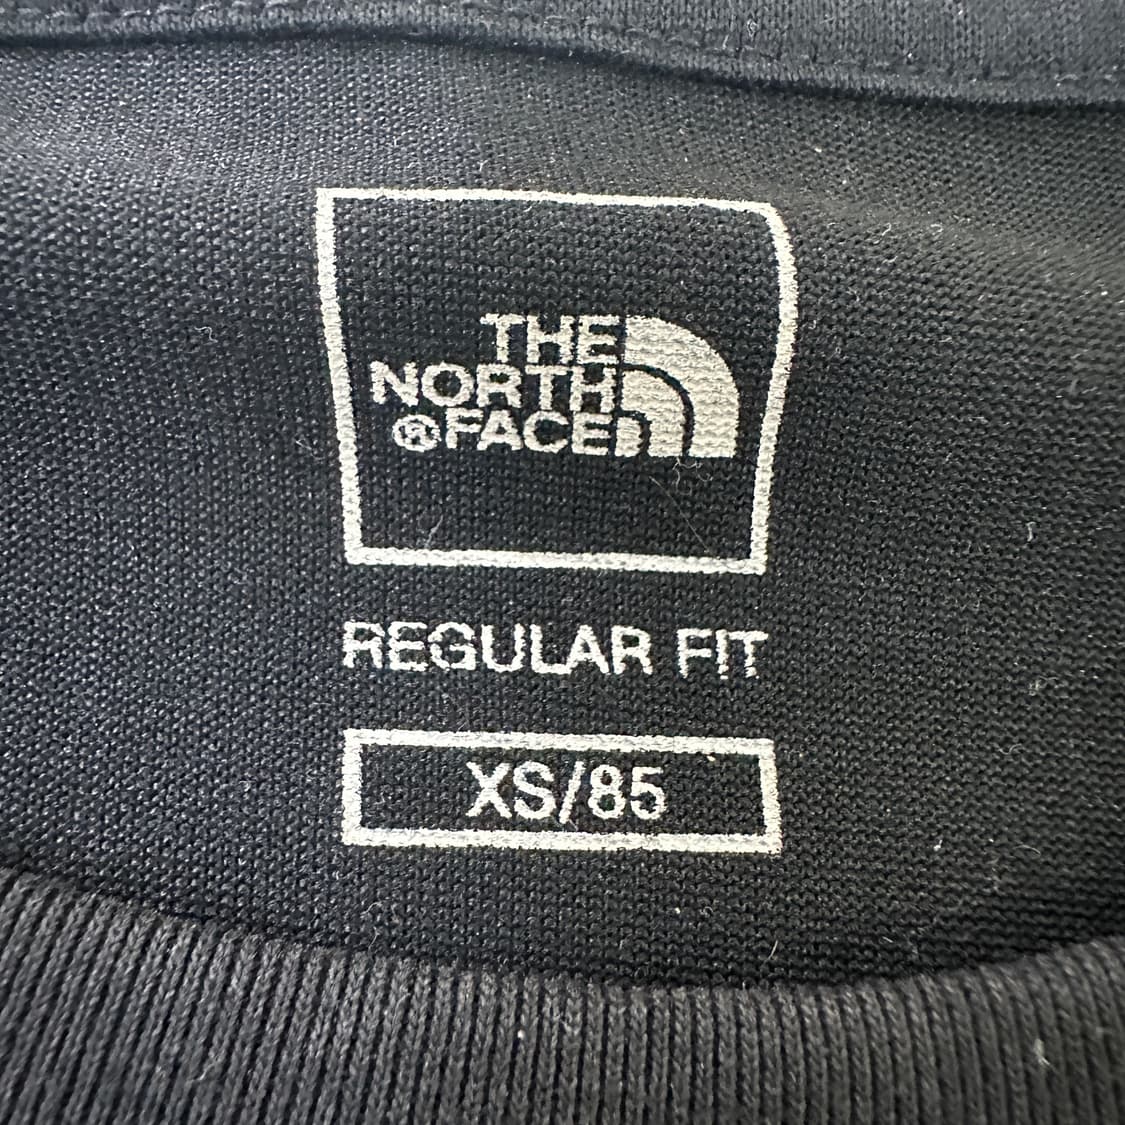 THE
NORTH
®FACE
REGULAR FIT
XS/85